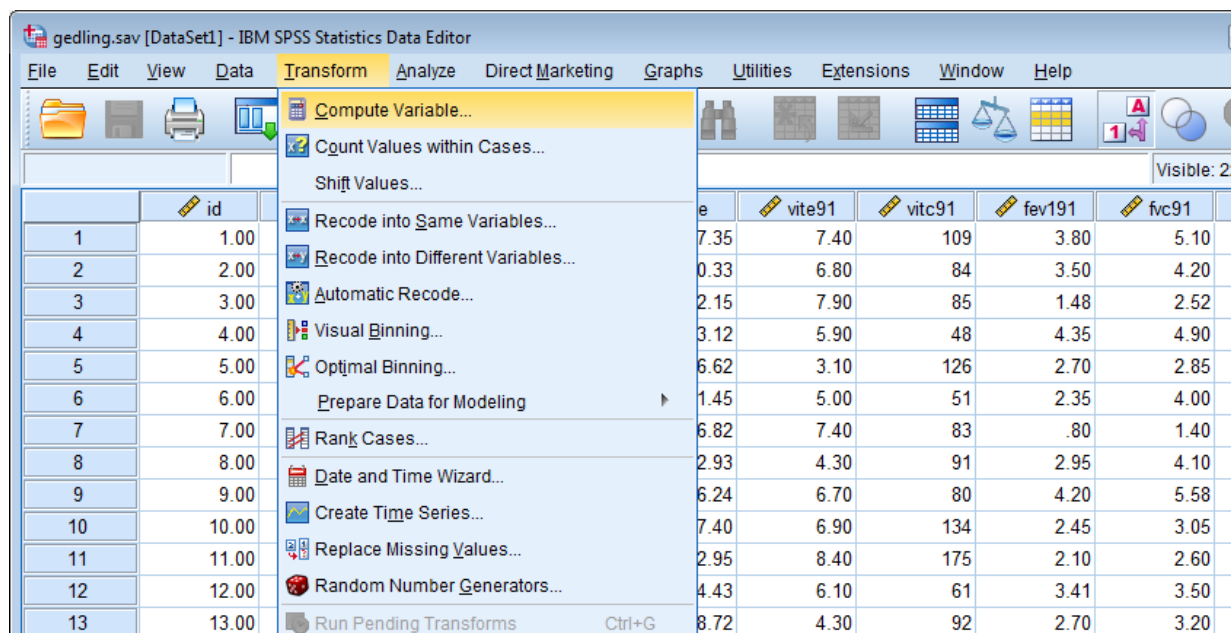 gedling.sav [DataSet1] - IBM SPSS Statistics Data Editor
File Edit View Data Transform Analyze Direct Marketing Graphs Utilities Extensions Window Help
Compute Variable...
Count Values within Cases...
Shift Values...
Recode into Same Variables...
Recode into Different Variables...
Automatic Recode...
Visual Binning...
Optimal Binning...
Prepare Data for Modeling
Rank Cases...
Date and Time Wizard...
Create Time Series...
Replace Missing Values...
Random Number Generators...
Run Pending Transforms Ctrl+G
A
1
Visible: 2
id e vite91 vitc91 fev191 fvc91
1 1.00 7.35 7.40 109 3.80 5.10
2 2.00 0.33 6.80 84 3.50 4.20
3 3.00 2.15 7.90 85 1.48 2.52
4 4.00 3.12 5.90 48 4.35 4.90
5 5.00 6.62 3.10 126 2.70 2.85
6 6.00 1.45 5.00 51 2.35 4.00
7 7.00 6.82 7.40 83 .80 1.40
8 8.00 2.93 4.30 91 2.95 4.10
9 9.00 6.24 6.70 80 4.20 5.58
10 10.00 7.40 6.90 134 2.45 3.05
11 11.00 2.95 8.40 175 2.10 2.60
12 12.00 4.43 6.10 61 3.41 3.50
13 13.00 8.72 4.30 92 2.70 3.20